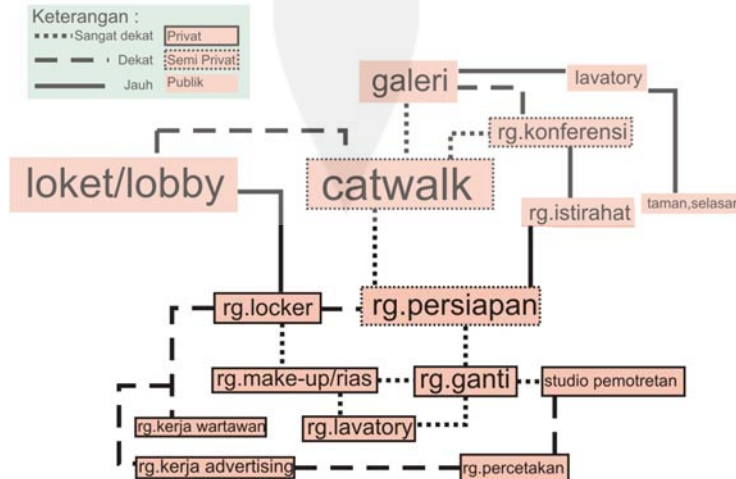 Keterangan :
Sangat dekat Privat
Dekat Semi Privat
Jauh Publik
galeri lavatory
rg.konferensi
loket/lobby catwalk
rg.istirahat taman,selasar
rg.locker rg.persiapan
rg.make-up/rias rg.ganti studio pemotretan
rg.kerja wartawan rg.lavatory
rg.kerja advertising rg.percetakan